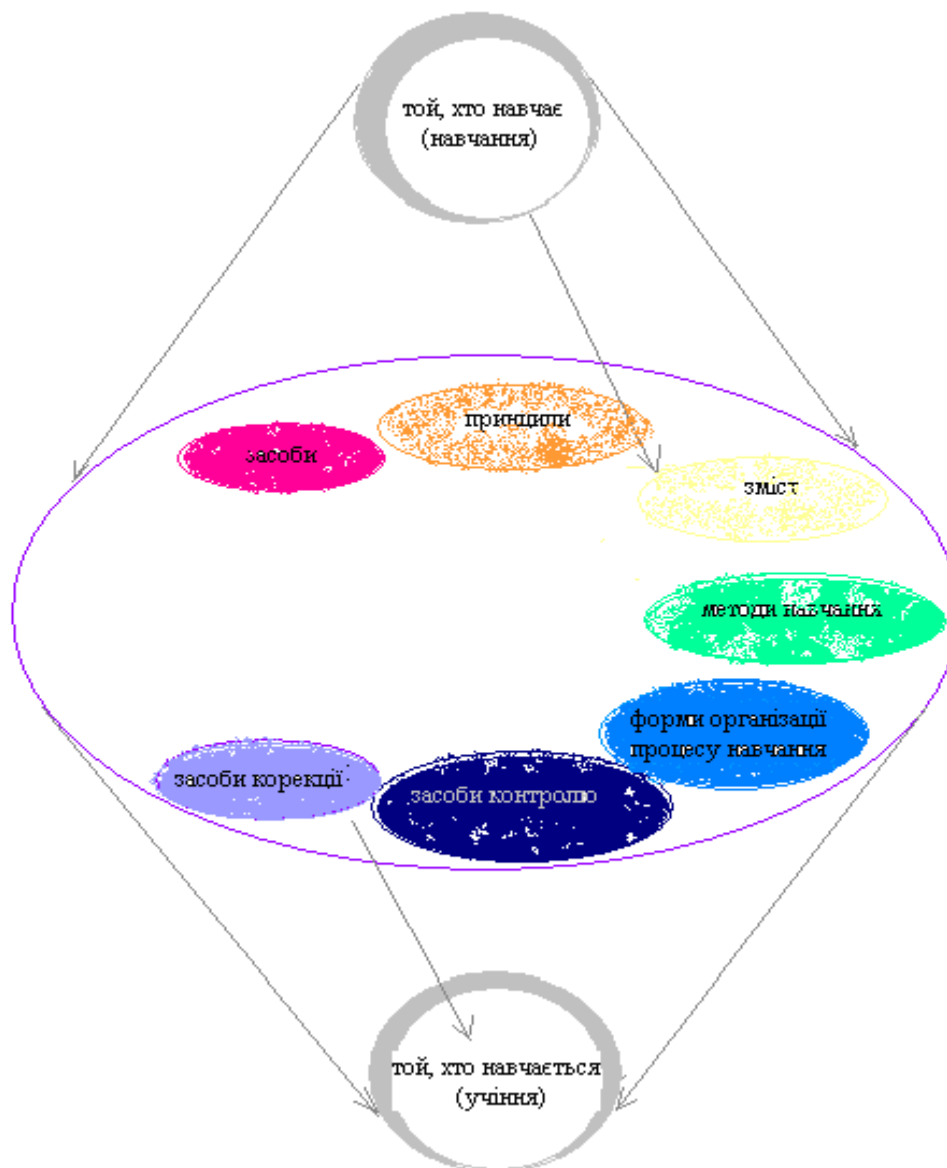 той, хто навчає
(навчання)
принципи
засоби
зміст
методи навчання
форми організації
процесу навчання
засоби корекції
засоби контролю
той, хто навчається
(учіння)